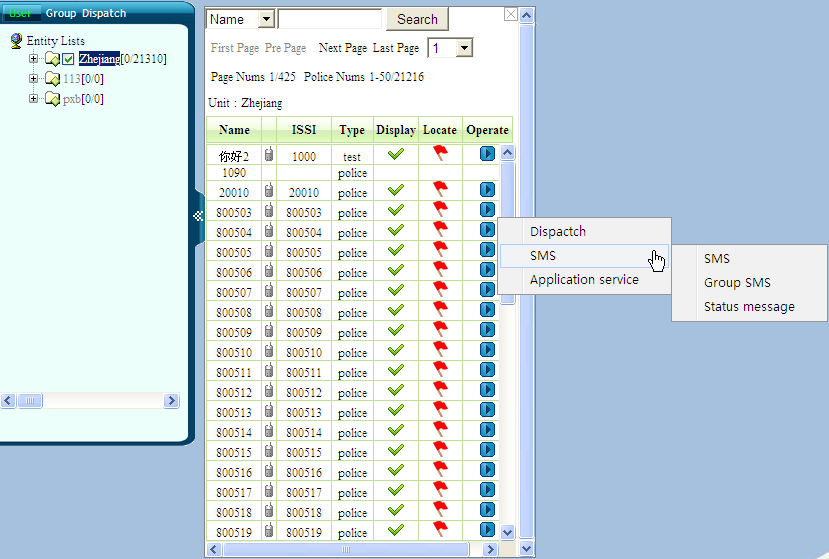 User Group Dispatch
Entity Lists
Zhejiang[0/21310]
113[0/0]
pxb[0/0]
Name Search
First Page Pre Page Next Page Last Page 1
Page Nums 1/425 Police Nums 1-50/21216
Unit : Zhejiang
Name ISSI Type Display Locate Operate
你好2 1000 test
1090 police
20010 20010 police
800503 800503 police
800504 800504 police
800505 800505 police
800506 800506 police
800507 800507 police
800508 800508 police
800509 800509 police
800510 800510 police
800511 800511 police
800512 800512 police
800513 800513 police
800514 800514 police
800515 800515 police
800516 800516 police
800517 800517 police
800518 800518 police
800519 800519 police
Dispactch
SMS
Application service
SMS
Group SMS
Status message